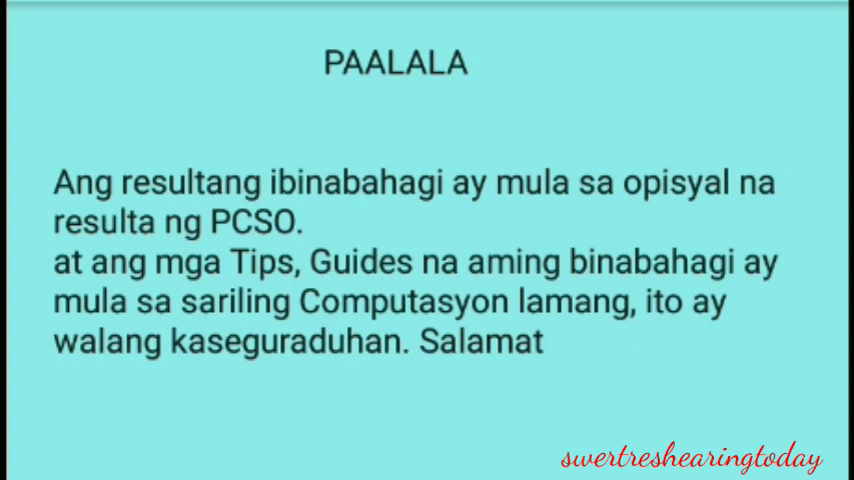 PAALALA
Ang resultang ibinabahagi ay mula sa opisyal na
resulta ng PCSO.
at ang mga Tips, Guides na aming binabahagi ay
mula sa sariling Computasyon lamang, ito ay
walang kaseguraduhan. Salamat
swertreshearingtoday